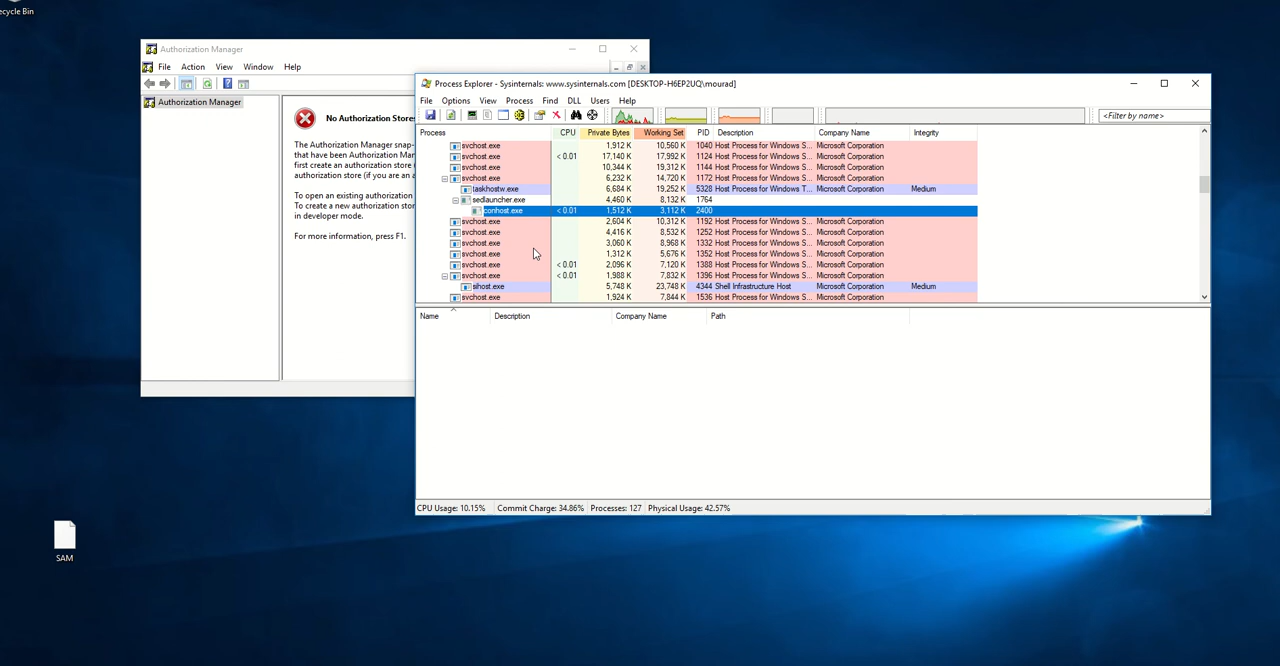 ecycle Bin
Authorization Manager
File Action View Window Help
Authorization Manager
No Authorization Stores
The Authorization Manager snap-
that have been Authorization Mar
first create an authorization store i
authorization store (if you are an a
To open an existing authorization
To create a new authorization stor
in developer mode.
For more information, press F1.
Process Explorer - Sysinternals: www.sysinternals.com [DESKTOP-H6EP2UQ\mourad]
File Options View Process Find DLL Users Help
<Filter by name>
Process CPU Private Bytes Working Set PID Description Company Name Integrity
svchost.exe 1,912 K 10,560 K 1040 Host Process for Windows S... Microsoft Corporation
svchost.exe < 0.01 17,140 K 17,992 K 1124 Host Process for Windows S... Microsoft Corporation
svchost.exe 10,344 K 19,312 K 1144 Host Process for Windows S... Microsoft Corporation
svchost.exe 6,232 K 14,720 K 1172 Host Process for Windows S... Microsoft Corporation
taskhostw.exe 6,684 K 19,252 K 5328 Host Process for Windows T... Microsoft Corporation Medium
sedlauncher.exe 4,460 K 8,132 K 1764
conhost.exe < 0.01 1,512 K 3,112 K 2400
svchost.exe 2,604 K 10,312 K 1192 Host Process for Windows S... Microsoft Corporation
svchost.exe 4,416 K 8,532 K 1252 Host Process for Windows S... Microsoft Corporation
svchost.exe 3,060 K 8,968 K 1332 Host Process for Windows S... Microsoft Corporation
svchost.exe 1,312 K 5,676 K 1352 Host Process for Windows S... Microsoft Corporation
svchost.exe < 0.01 2,096 K 7,120 K 1388 Host Process for Windows S... Microsoft Corporation
svchost.exe < 0.01 1,988 K 7,832 K 1396 Host Process for Windows S... Microsoft Corporation
sihost.exe 5,748 K 23,748 K 4344 Shell Infrastructure Host Microsoft Corporation Medium
svchost.exe 1,924 K 7,844 K 1536 Host Process for Windows S... Microsoft Corporation
Name Description Company Name Path
CPU Usage: 10.15% Commit Charge: 34.86% Processes: 127 Physical Usage: 42.57%
SAM